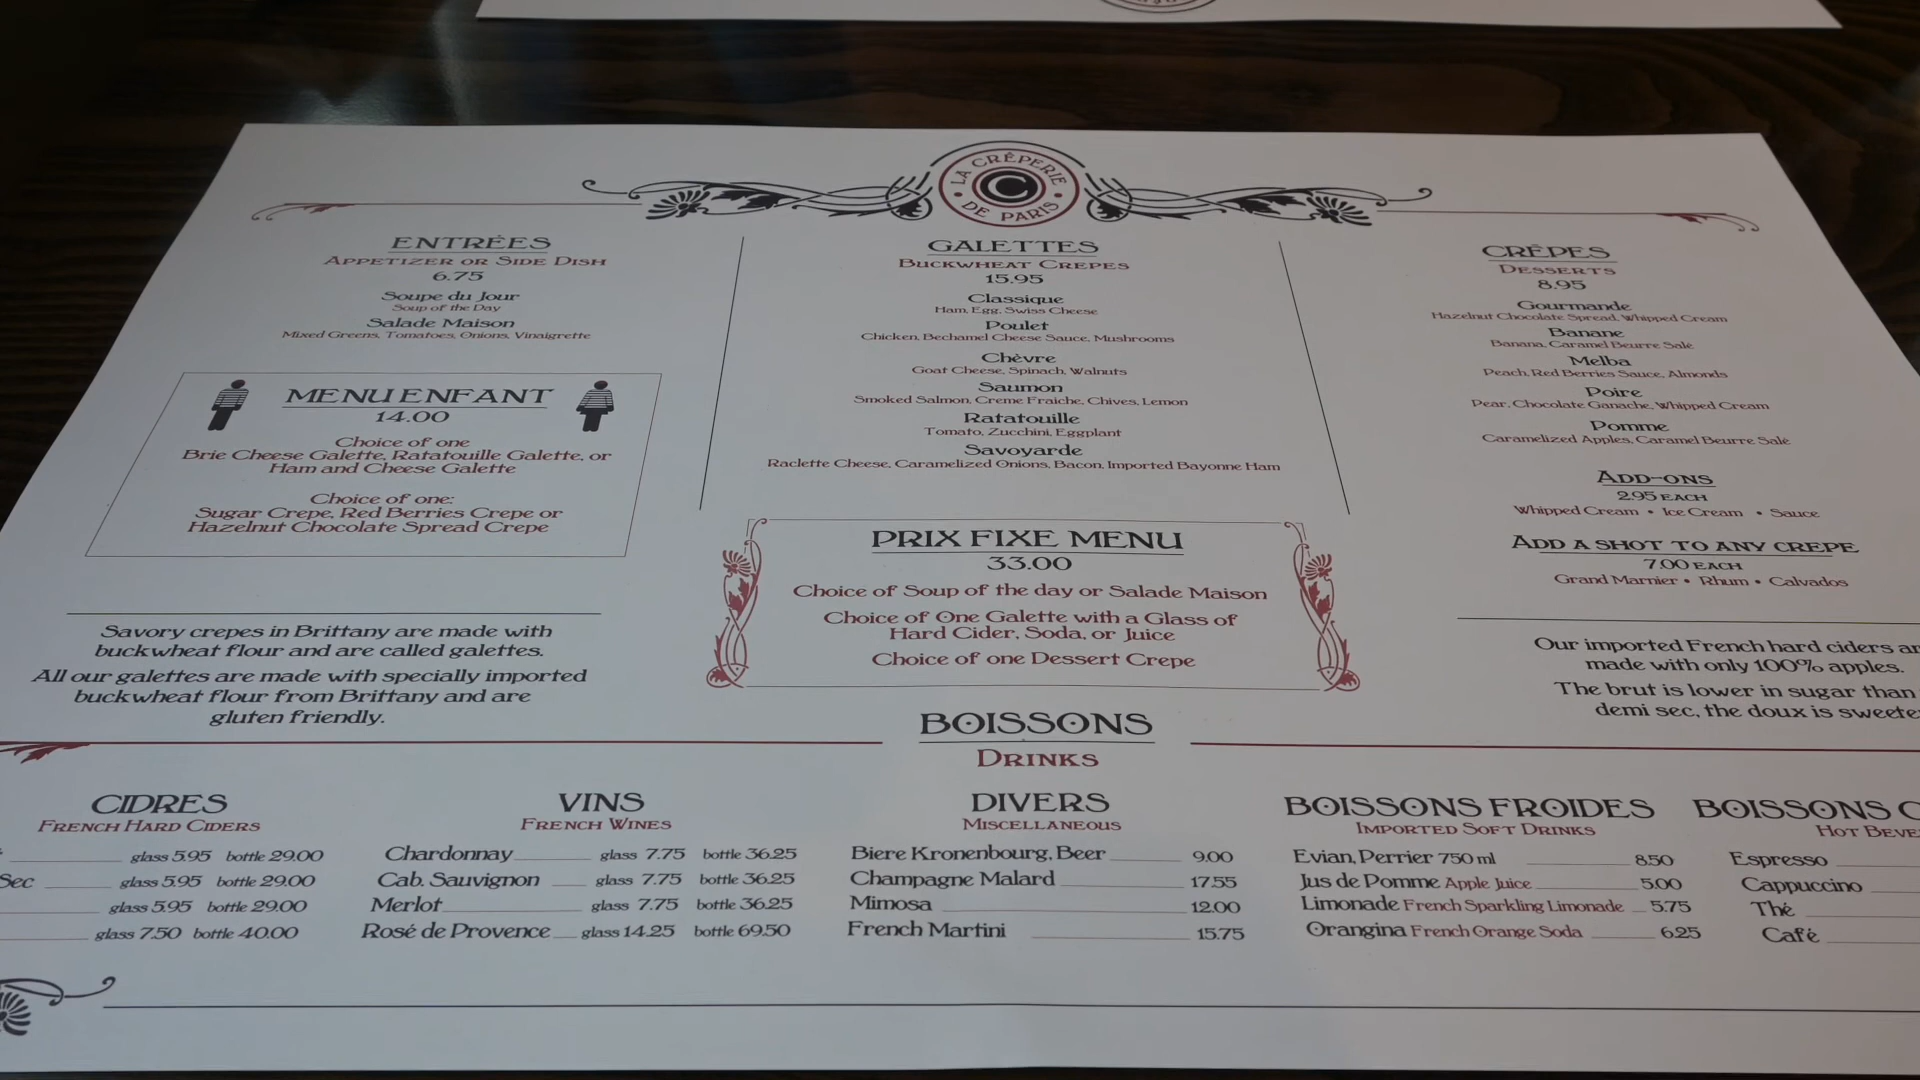 LA CRÊPERIE
C
DE PARIS
ENTRÉES
APPETIZER OR SIDE DISH
6.75
Soupe du Jour
Soup of the Day
Salade Maison
Mixed Greens, Tomatoes, Onions, Vinaigrette
MENU ENFANT
14.00
Choice of one
Brie Cheese Galette, Ratatouille Galette, or
Ham and Cheese Galette
Choice of one:
Sugar Crepe, Red Berries Crepe or
Hazelnut Chocolate Spread Crepe
Savory crepes in Brittany are made with
buckwheat flour and are called galettes.
All our galettes are made with specially imported
buckwheat flour from Brittany and are
gluten friendly.
GALETTES
BUCKWHEAT CREPES
15.95
Classique
Ham, Egg, Swiss Cheese
Poulet
Chicken, Bechamel Cheese Sauce, Mushrooms
Chèvre
Goat Cheese, Spinach, Walnuts
Saumon
Smoked Salmon, Creme Fraiche, Chives, Lemon
Ratatouille
Tomato, Zucchini, Eggplant
Savoyarde
Raclette Cheese, Caramelized Onions, Bacon, Imported Bayonne Ham
PRIX FIXE MENU
33.00
Choice of Soup of the day or Salade Maison
Choice of One Galette with a Glass of
Hard Cider, Soda, or Juice
Choice of one Dessert Crepe
CRÊPES
DESSERTS
8.95
Gourmande
Hazelnut Chocolate Spread, Whipped Cream
Banane
Banana, Caramel Beurre Salé
Melba
Peach, Red Berries Sauce, Almonds
Poire
Pear, Chocolate Ganache, Whipped Cream
Pomme
Caramelized Apples, Caramel Beurre Salé
ADD-ONS
2.95 EACH
Whipped Cream • Ice Cream • Sauce
ADD A SHOT TO ANY CREPE
7.00 EACH
Grand Marnier • Rhum • Calvados
Our imported French hard ciders ar
made with only 100% apples.
The brut is lower in sugar than
demi sec, the doux is sweete
BOISSONS
DRINKS
CIDRES
FRENCH HARD CIDERS
glass 5.95 bottle 29.00
Sec glass 5.95 bottle 29.00
glass 5.95 bottle 29.00
glass 7.50 bottle 40.00
VINS
FRENCH WINES
Chardonnay glass 7.75 bottle 36.25
Cab. Sauvignon glass 7.75 bottle 36.25
Merlot glass 7.75 bottle 36.25
Rosé de Provence glass 14.25 bottle 69.50
DIVERS
MISCELLANEOUS
Biere Kronenbourg, Beer 9.00
Champagne Malard 17.55
Mimosa 12.00
French Martini 15.75
BOISSONS FROIDES
IMPORTED SOFT DRINKS
Evian, Perrier 750 ml 8.50
Jus de Pomme Apple Juice 5.00
Limonade French Sparkling Limonade 5.75
Orangina French Orange Soda 6.25
BOISSONS C
HOT BEVE
Espresso
Cappuccino
Thé
Café